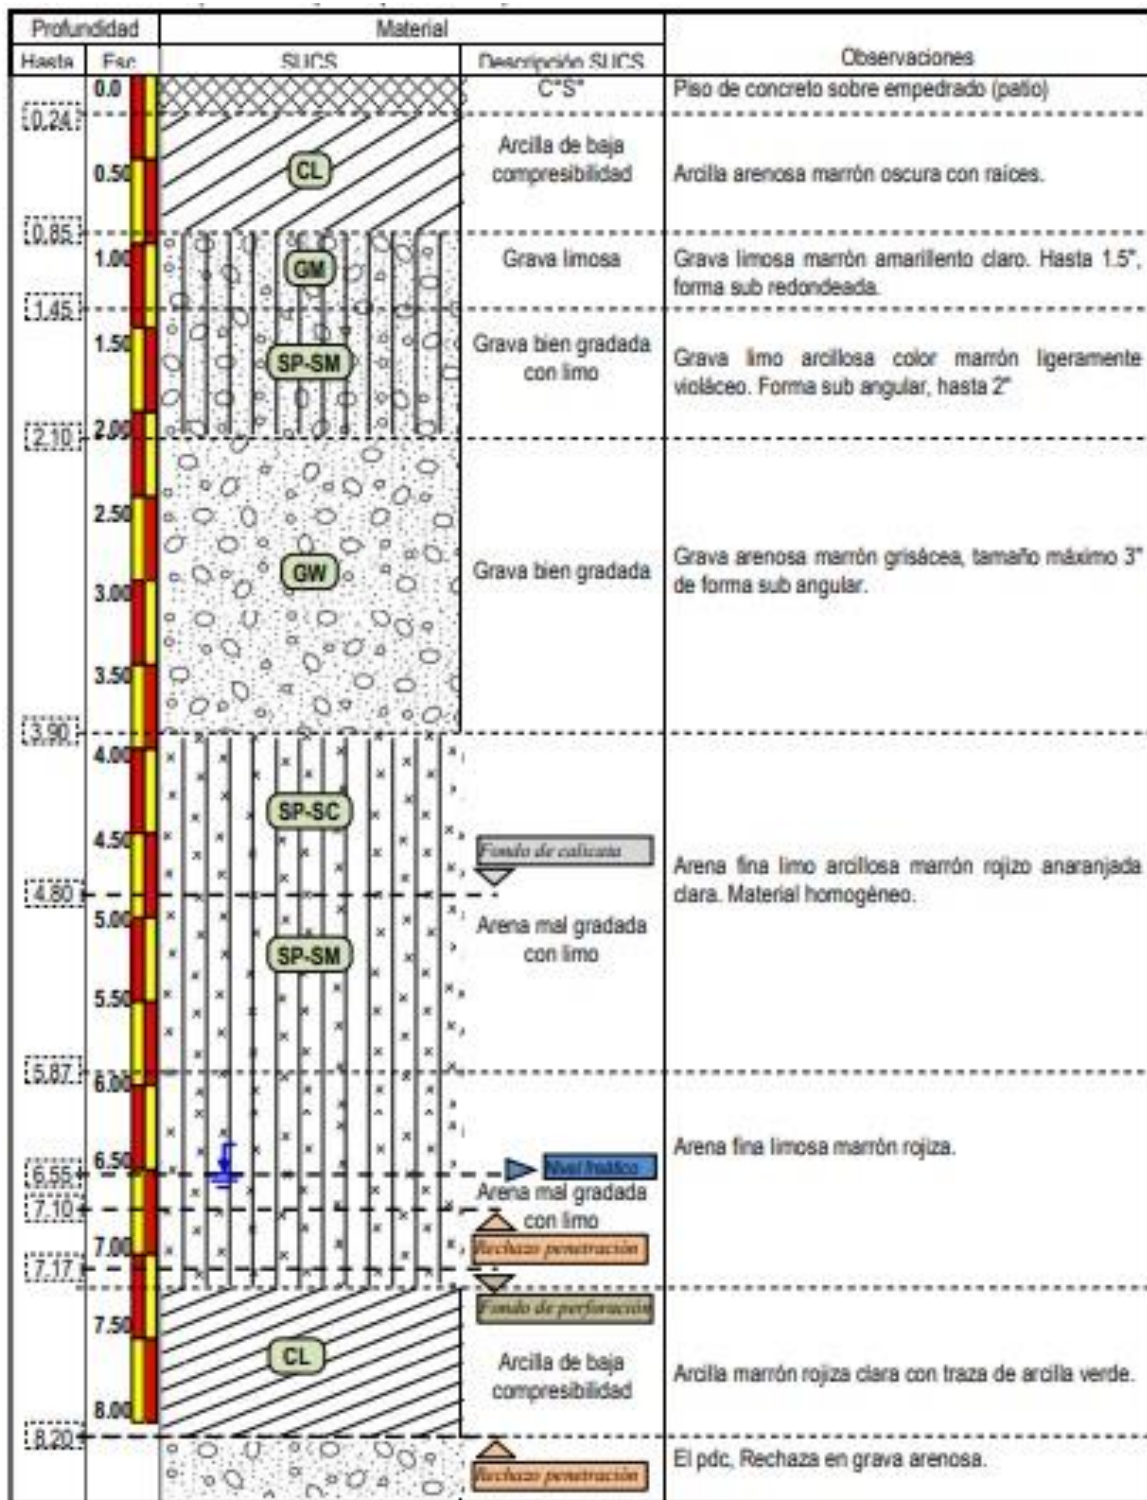 Profundidad
Material
Observaciones
Hasta
Esc
SUCS
Descripción SUCS
0.0
C°S°
Piso de concreto sobre empedrado (patio)
0.24
0.50
CL
Arcilla de baja
compresibilidad
Arcilla arenosa marrón oscura con raíces.
0.85
1.00
GM
Grava limosa
Grava limosa marrón amarillento claro. Hasta 1.5",
forma sub redondeada.
1.45
1.50
SP-SM
Grava bien gradada
con limo
Grava limo arcillosa color marrón ligeramente
violáceo. Forma sub angular, hasta 2"
2.00
2.10
2.50
GW
Grava bien gradada
Grava arenosa marrón grisácea, tamaño máximo 3"
de forma sub angular.
3.00
3.50
3.90
4.00
SP-SC
4.50
Fondo de calicata
Arena fina limo arcillosa marrón rojizo anaranjada
clara. Material homogéneo.
4.80
5.00
Arena mal gradada
con limo
SP-SM
5.50
5.87
6.00
Arena fina limosa marrón rojiza.
6.50
6.55
Nivel freático
Arena mal gradada
con limo
7.10
7.00
Rechazo penetración
7.17
Fondo de perforación
7.50
CL
Arcilla de baja
compresibilidad
Arcilla marrón rojiza clara con traza de arcilla verde.
8.00
8.20
El pdc, Rechaza en grava arenosa.
Rechazo penetración